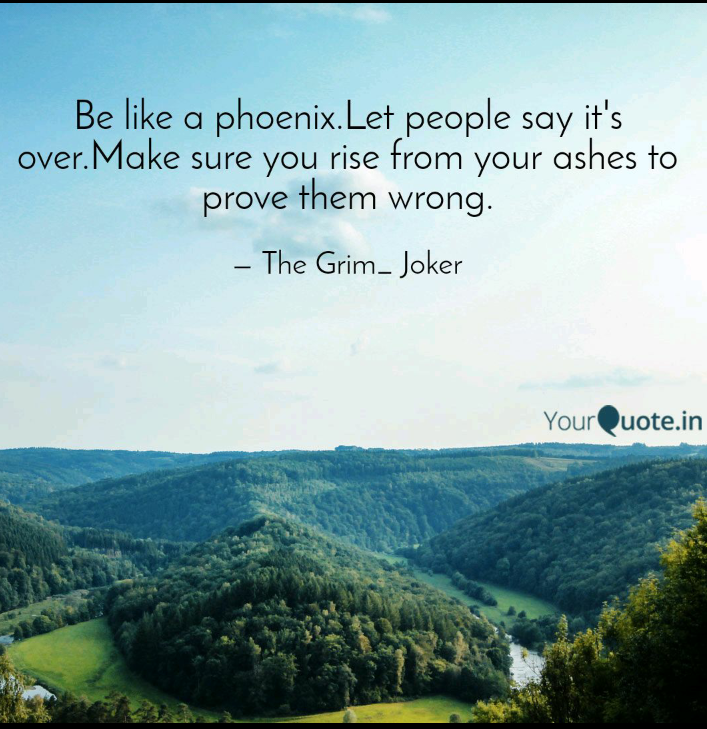 Be like a phoenix.Let people say it's
over.Make sure you rise from your ashes to
prove them wrong.
– The Grim_ Joker
YourQuote.in